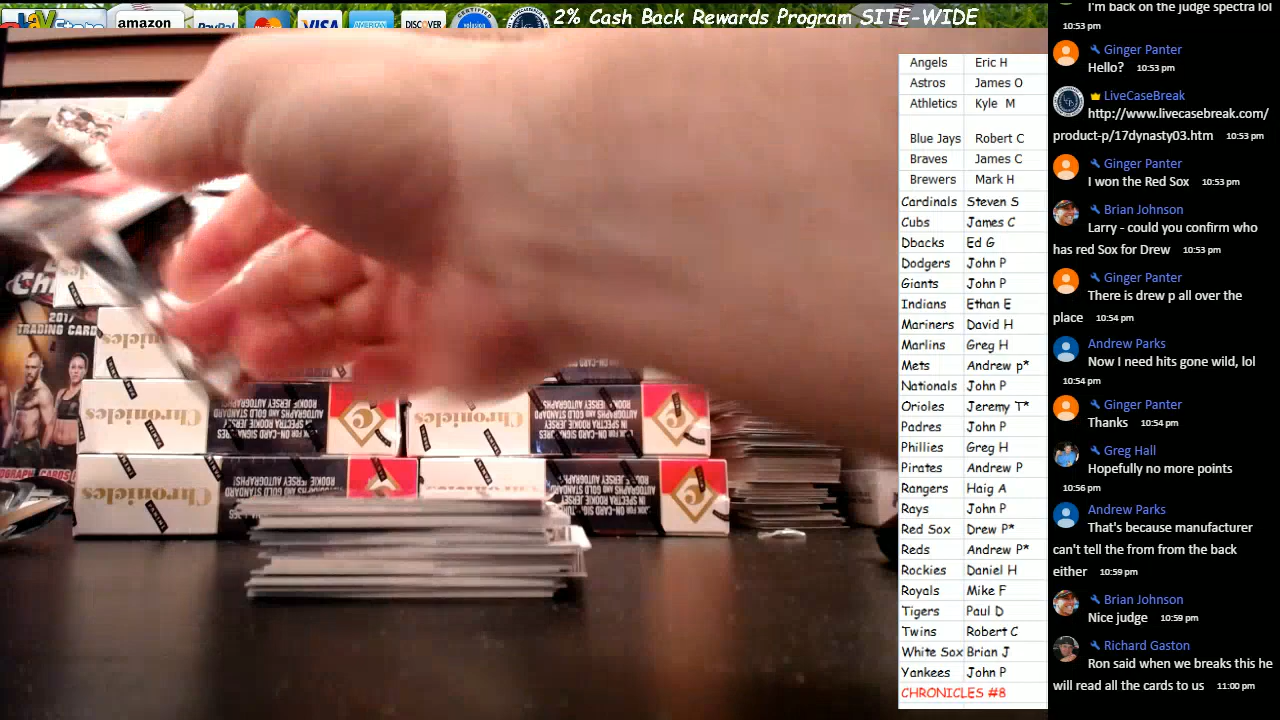 eBay Store amazon PayPal MasterCard VISA AMERICAN DISCOVER 2% Cash Back Rewards Program SITE-WIDE
Angels Eric H
Astros James O
Athletics Kyle M
Blue Jays Robert C
Braves James C
Brewers Mark H
Cardinals Steven S
Cubs James C
Dbacks Ed G
Dodgers John P
Giants John P
Indians Ethan E
Mariners David H
Marlins Greg H
Mets Andrew p*
Nationals John P
Orioles Jeremy T*
Padres John P
Phillies Greg H
Pirates Andrew P
Rangers Haig A
Rays John P
Red Sox Drew P*
Reds Andrew P*
Rockies Daniel H
Royals Mike F
Tigers Paul D
Twins Robert C
White Sox Brian J
Yankees John P
CHRONICLES #8
I'm back on the judge spectra lol
10:53 pm
Ginger Panter
Hello? 10:53 pm
LiveCaseBreak
http://www.livecasebreak.com/
product-p/17dynasty03.htm 10:53 pm
Ginger Panter
I won the Red Sox 10:53 pm
Brian Johnson
Larry - could you confirm who
has red Sox for Drew 10:53 pm
Ginger Panter
There is drew p all over the
place 10:54 pm
Andrew Parks
Now I need hits gone wild, lol
10:54 pm
Ginger Panter
Thanks 10:54 pm
Greg Hall
Hopefully no more points
10:56 pm
Andrew Parks
That's because manufacturer
can't tell the from from the back
either 10:59 pm
Brian Johnson
Nice judge 10:59 pm
Richard Gaston
Ron said when we breaks this he
will read all the cards to us 11:00 pm
2017
TRADING CARD
Chronicles
Chronicles
Chronicles
Chronicles